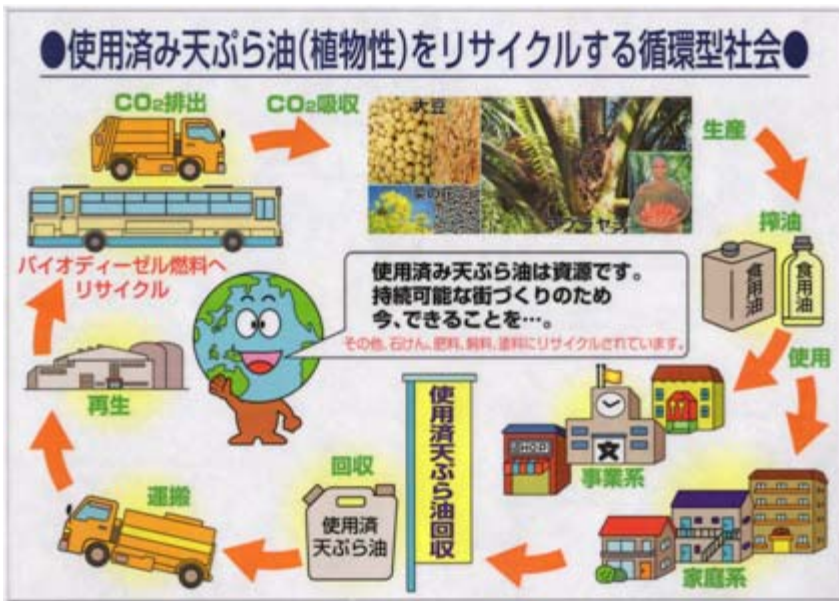 ●使用済み天ぷら油(植物性)をリサイクルする循環型社会●
CO₂排出
CO₂吸収
大豆
菜の花
アブラヤシ
生産
搾油
食用油
食用油
使用
バイオディーゼル燃料へ
リサイクル
使用済み天ぷら油は資源です。
持続可能な街づくりのため
今、できることを…。
その他、石けん、肥料、飼料、塗料にリサイクルされています。
再生
SHOP
文
事業系
家庭系
使用済天ぷら油回収
回収
使用済
天ぷら油
運搬